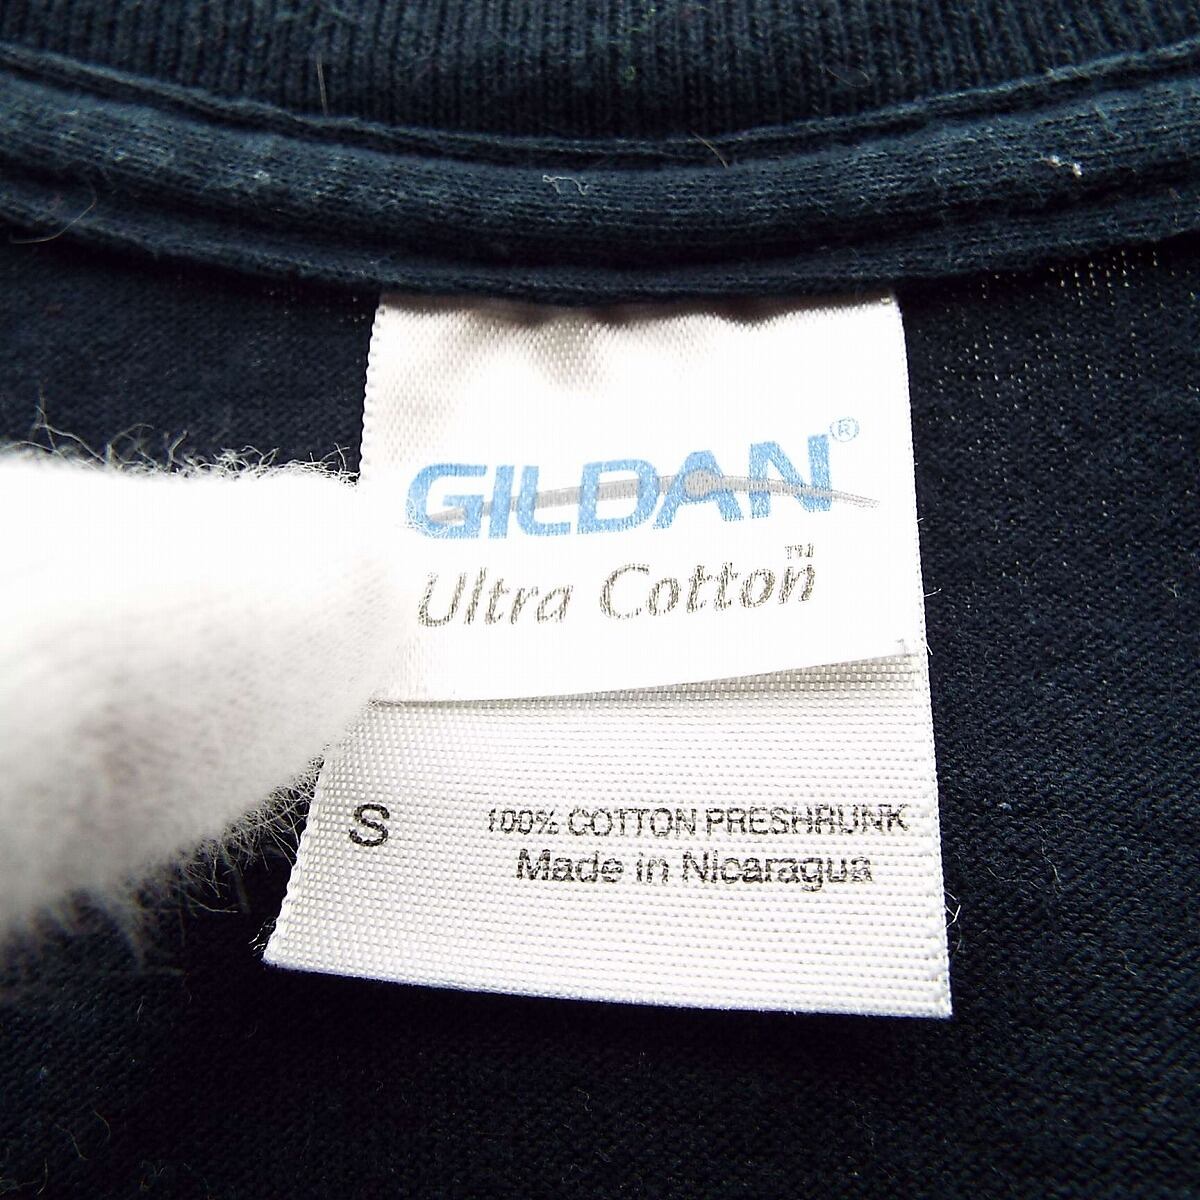 GILDAN®
Ultra Cotton™
S 100% COTTON PRESHRUNK
Made in Nicaragua